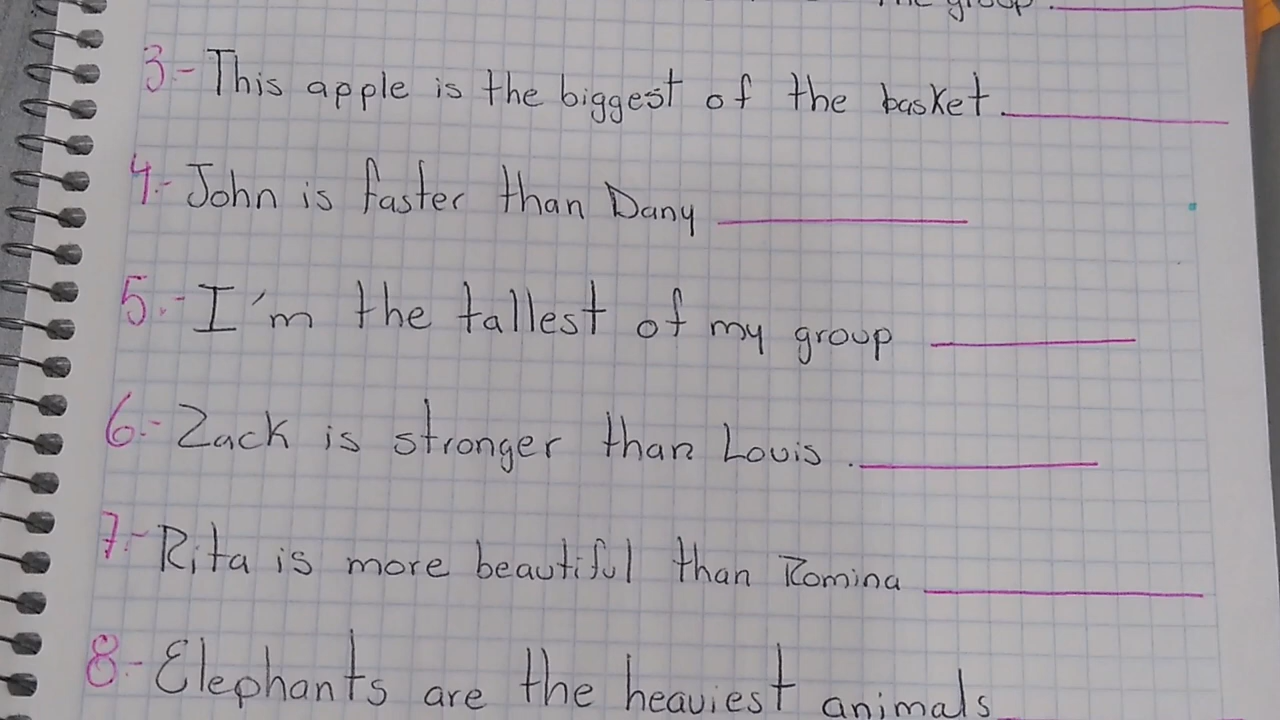 The group.
3.- This apple is the biggest of the basket.
4.- John is faster than Dany
5.- I'm the tallest of my group
6.- Zack is stronger than Louis.
7.- Rita is more beautiful than Romina
8.- Elephants are the heaviest animals